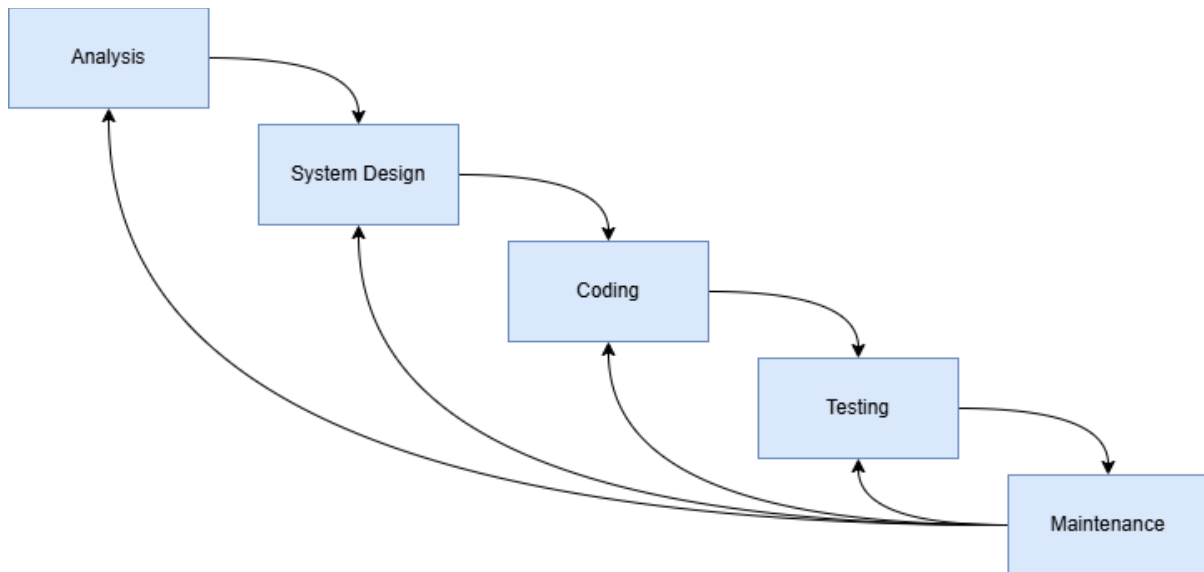 Analysis
System Design
Coding
Testing
Maintenance